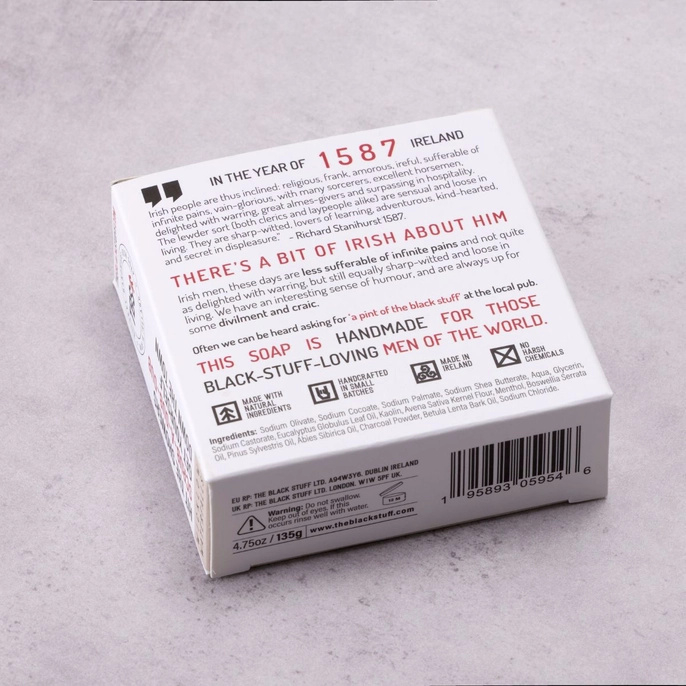 IN THE YEAR OF 1587 IRELAND
Irish people are thus inclined: religious, frank, amorous, ireful, sufferable of
infinite pains, vain-glorious, with many sorcerers, excellent horsemen,
delighted with warring, great almes-givers and surpassing in hospitality.
The lewder sort (both clerics and laypeople alike) are sensual and loose in
living. They are sharp-witted, lovers of learning, adventurous, kind-hearted,
and secret in displeasure." - Richard Stanihurst 1587.
THERE'S A BIT OF IRISH ABOUT HIM
Irish men, these days are less sufferable of infinite pains and not quite
as delighted with warring, but still equally sharp-witted and loose in
living. We have an interesting sense of humour, and are always up for
some divilment and craic.
Often we can be heard asking for 'a pint of the black stuff' at the local pub.
THIS SOAP IS HANDMADE FOR THOSE
BLACK-STUFF-LOVING MEN OF THE WORLD.
MADE WITH
NATURAL
INGREDIENTS
HANDCRAFTED
IN SMALL
BATCHES
MADE IN
IRELAND
NO
HARSH
CHEMICALS
Ingredients: Sodium Olivate, Sodium Cocoate, Sodium Palmate, Sodium Shea Butterate, Aqua, Glycerin,
Sodium Castorate, Eucalyptus Globulus Leaf Oil, Kaolin, Avena Sativa Kernel Flour, Menthol, Boswellia Serrata
Oil, Pinus Sylvestris Oil, Abies Sibirica Oil, Charcoal Powder, Betula Lenta Bark Oil, Sodium Chloride.
EU RP: THE BLACK STUFF LTD. A94W3Y6. DUBLIN IRELAND
UK RP: THE BLACK STUFF LTD. LONDON. W1W 5PF UK.
Warning: Do not swallow.
Keep out of eyes. If this
occurs rinse well with water.
4.75oz / 135g www.theblackstuff.com
1 95893 05954 6